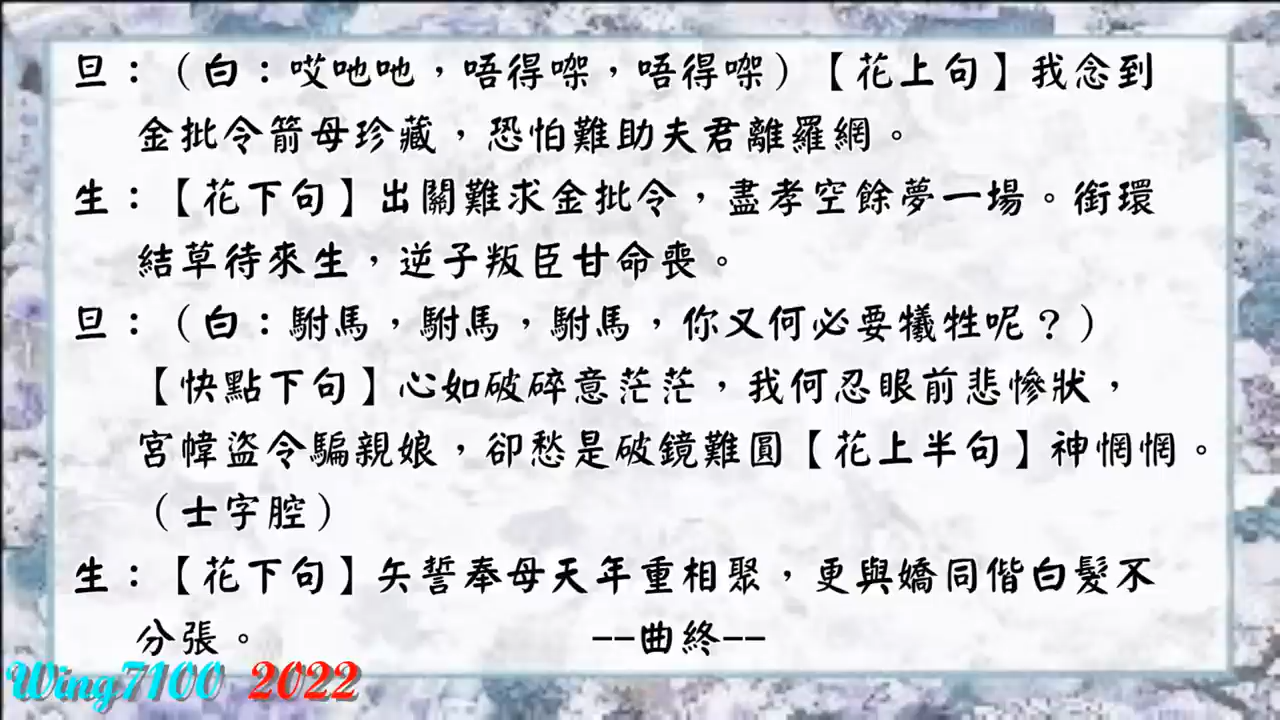 旦：（白：哎吔吔，唔得㗎，唔得㗎）【花上句】我念到
金批令箭母珍藏，恐怕難助夫君離羅網。
生：【花下句】出關難求金批令，盡孝空餘夢一場。銜環
結草待來生，逆子叛臣甘命喪。
旦：（白：駙馬，駙馬，駙馬，你又何必要犧牲呢？）
【快點下句】心如破碎意茫茫，我何忍眼前悲慘狀，
宮幃盜令騙親娘，卻愁是破鏡難圓【花上半句】神惘惘。
（士字腔）
生：【花下句】矢誓奉母天年重相聚，更與嬌同偕白髮不
分張。 --曲終--
Wing7100 2022